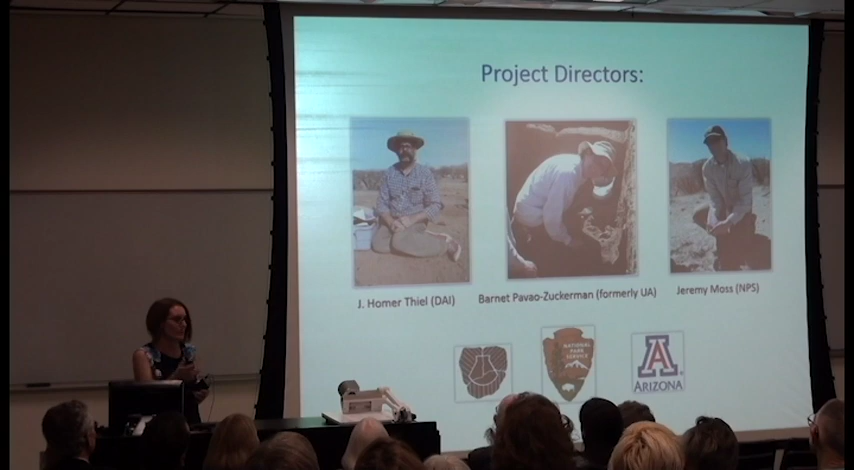 Project Directors:
J. Homer Thiel (DAI)
Barnet Pavao-Zuckerman (formerly UA)
Jeremy Moss (NPS)
NATIONAL
PARK
SERVICE
A
ARIZONA